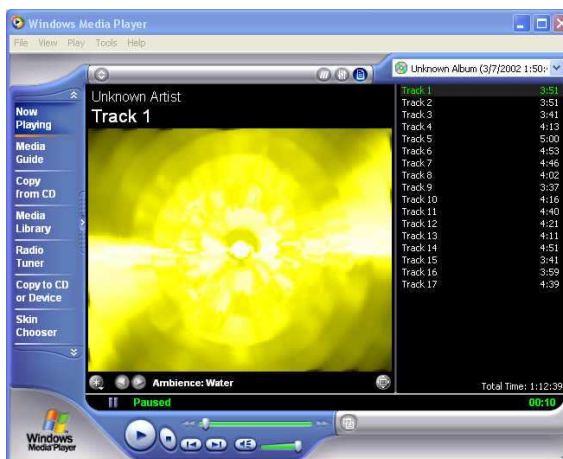 Windows Media Player
File View Play Tools Help
Unknown Album (3/7/2002 1:50:
Unknown Artist
Track 1
Now
Playing
Media
Guide
Copy
from CD
Media
Library
Radio
Tuner
Copy to CD
or Device
Skin
Chooser
Track 1 3:51
Track 2 3:51
Track 3 3:41
Track 4 4:13
Track 5 5:00
Track 6 4:53
Track 7 4:46
Track 8 4:02
Track 9 3:37
Track 10 4:16
Track 11 4:40
Track 12 4:21
Track 13 4:11
Track 14 4:51
Track 15 3:41
Track 16 3:59
Track 17 4:39
Ambience: Water
Total Time: 1:12:39
Paused 00:10
Windows
Media Player